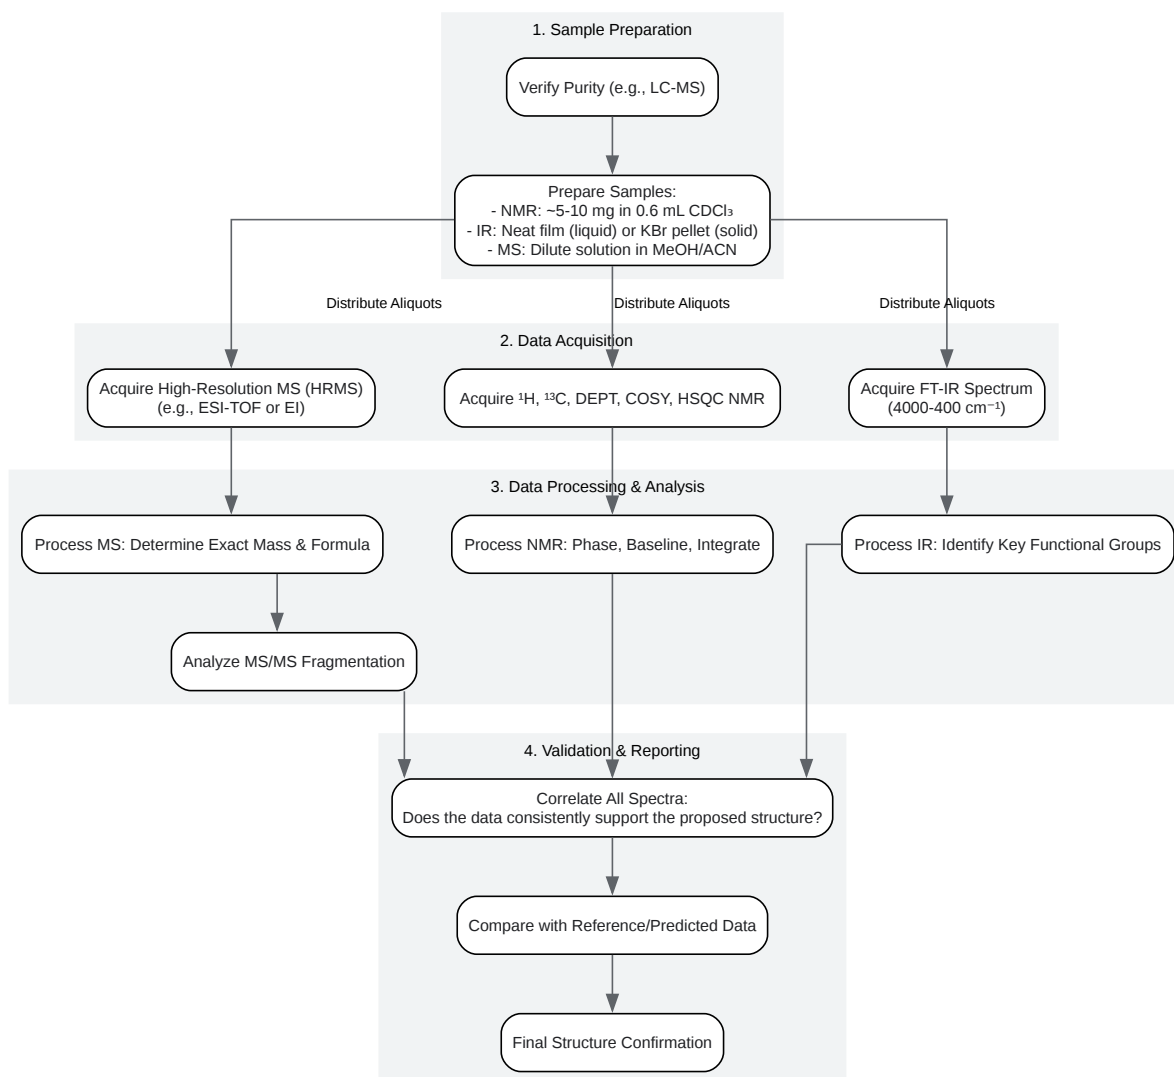 1. Sample Preparation
Verify Purity (e.g., LC-MS)
Prepare Samples:
- NMR: ~5-10 mg in 0.6 mL CDCl₃
- IR: Neat film (liquid) or KBr pellet (solid)
- MS: Dilute solution in MeOH/ACN
Distribute Aliquots
Distribute Aliquots
Distribute Aliquots
2. Data Acquisition
Acquire High-Resolution MS (HRMS)
(e.g., ESI-TOF or EI)
Acquire ¹H, ¹³C, DEPT, COSY, HSQC NMR
Acquire FT-IR Spectrum
(4000-400 cm⁻¹)
3. Data Processing & Analysis
Process MS: Determine Exact Mass & Formula
Process NMR: Phase, Baseline, Integrate
Process IR: Identify Key Functional Groups
Analyze MS/MS Fragmentation
4. Validation & Reporting
Correlate All Spectra:
Does the data consistently support the proposed structure?
Compare with Reference/Predicted Data
Final Structure Confirmation